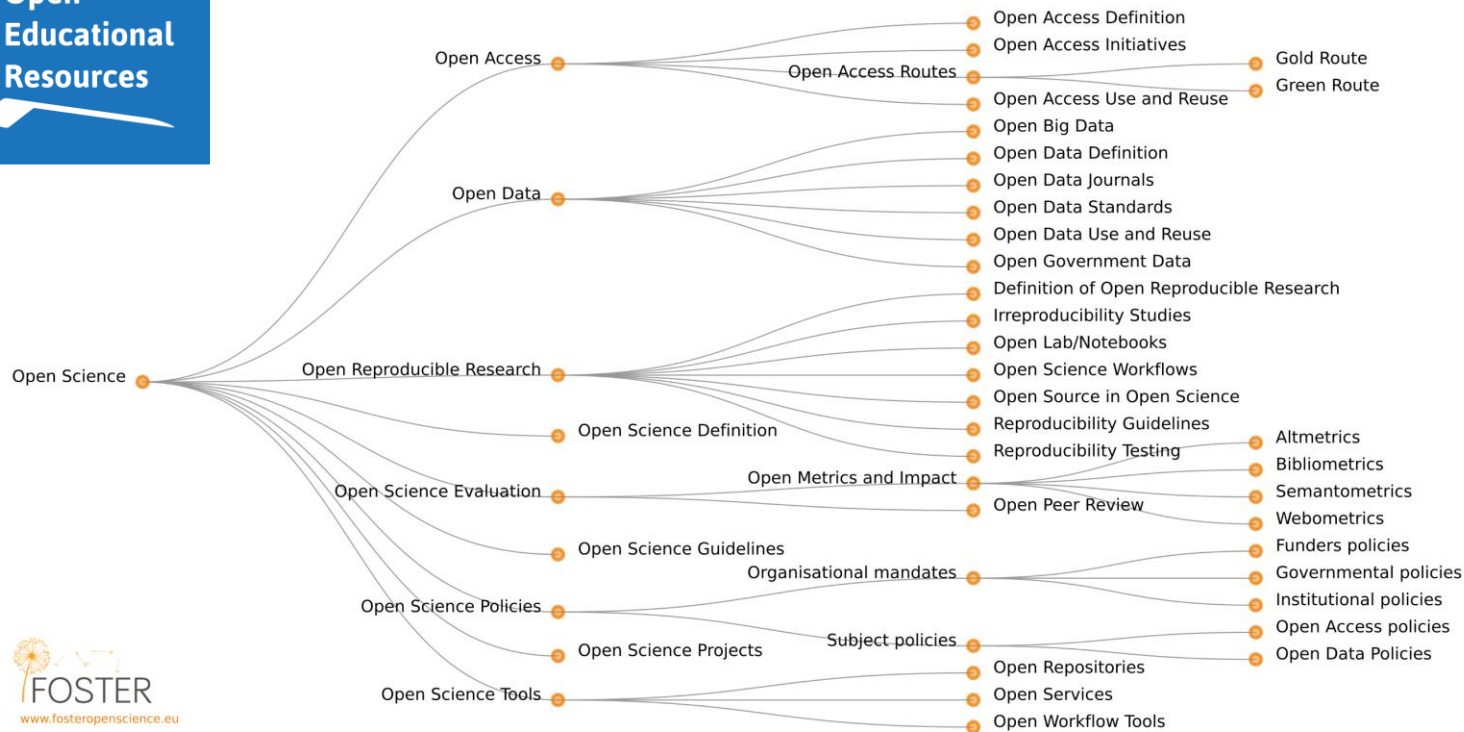 Open
Educational
Resources
Open Science
Open Access
Open Access Definition
Open Access Initiatives
Open Access Routes
Gold Route
Green Route
Open Access Use and Reuse
Open Data
Open Big Data
Open Data Definition
Open Data Journals
Open Data Standards
Open Data Use and Reuse
Open Government Data
Open Reproducible Research
Definition of Open Reproducible Research
Irreproducibility Studies
Open Lab/Notebooks
Open Science Workflows
Open Source in Open Science
Reproducibility Guidelines
Reproducibility Testing
Open Science Definition
Open Science Evaluation
Open Metrics and Impact
Altmetrics
Bibliometrics
Semantometrics
Webometrics
Open Peer Review
Open Science Guidelines
Open Science Policies
Organisational mandates
Funders policies
Governmental policies
Institutional policies
Subject policies
Open Access policies
Open Data Policies
Open Science Projects
Open Science Tools
Open Repositories
Open Services
Open Workflow Tools
FOSTER
www.fosteropenscience.eu